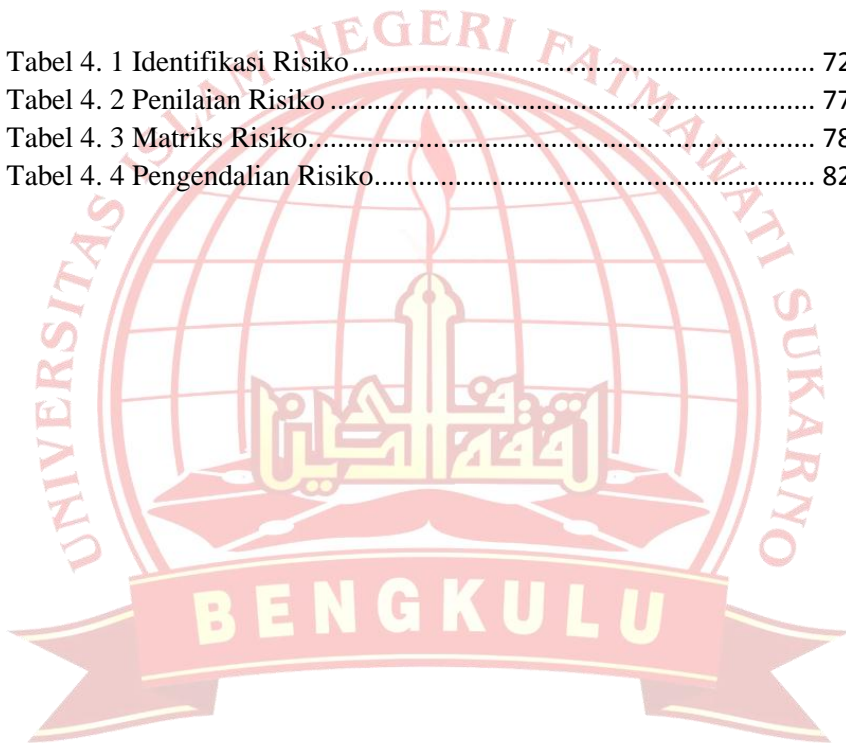 Tabel 4. 1 Identifikasi Risiko.................................................................. 72
Tabel 4. 2 Penilaian Risiko..................................................................... 77
Tabel 4. 3 Matriks Risiko........................................................................ 78
Tabel 4. 4 Pengendalian Risiko............................................................... 82
UNIVERSITAS ISLAM NEGERI FATMAWATI SUKARNO
BENGKULU